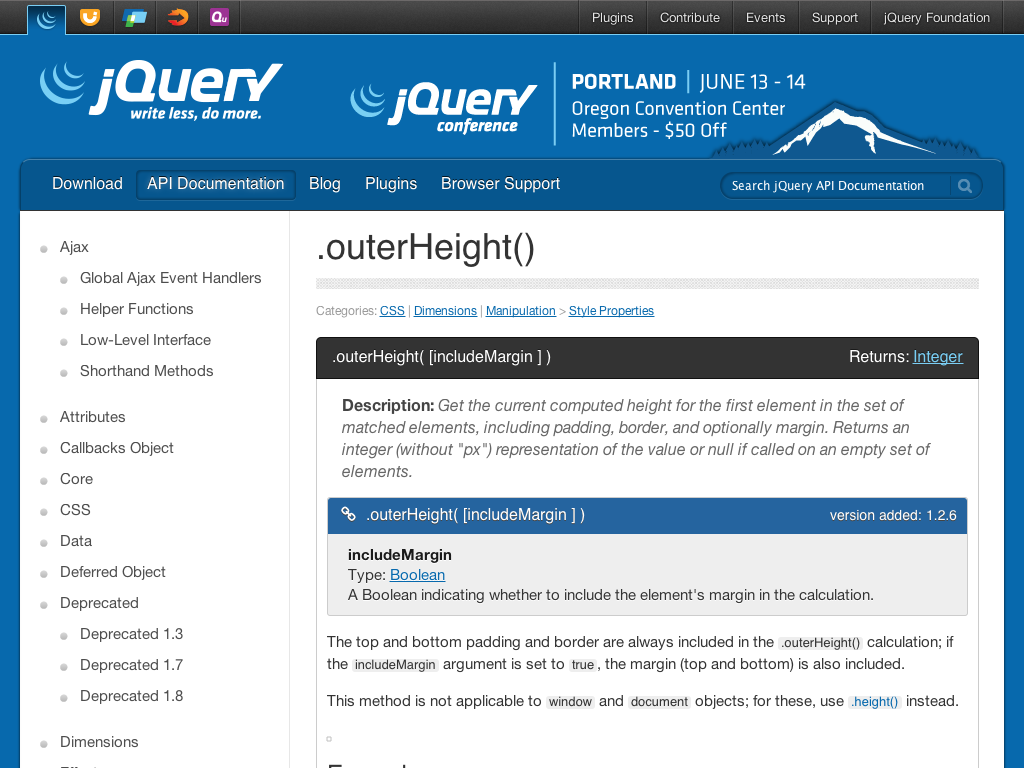 Plugins
Contribute
Events
Support
jQuery Foundation
jQuery
write less, do more.
jQuery
conference
PORTLAND | JUNE 13 - 14
Oregon Convention Center
Members - $50 Off
Download
API Documentation
Blog
Plugins
Browser Support
Search jQuery API Documentation
Ajax
Global Ajax Event Handlers
Helper Functions
Low-Level Interface
Shorthand Methods
Attributes
Callbacks Object
Core
CSS
Data
Deferred Object
Deprecated
Deprecated 1.3
Deprecated 1.7
Deprecated 1.8
Dimensions
.outerHeight()
Categories: CSS | Dimensions | Manipulation > Style Properties
.outerHeight( [includeMargin ] ) Returns: Integer
Description: Get the current computed height for the first element in the set of
matched elements, including padding, border, and optionally margin. Returns an
integer (without "px") representation of the value or null if called on an empty set of
elements.
.outerHeight( [includeMargin ] ) version added: 1.2.6
includeMargin
Type: Boolean
A Boolean indicating whether to include the element's margin in the calculation.
The top and bottom padding and border are always included in the .outerHeight() calculation; if
the includeMargin argument is set to true, the margin (top and bottom) is also included.
This method is not applicable to window and document objects; for these, use .height() instead.